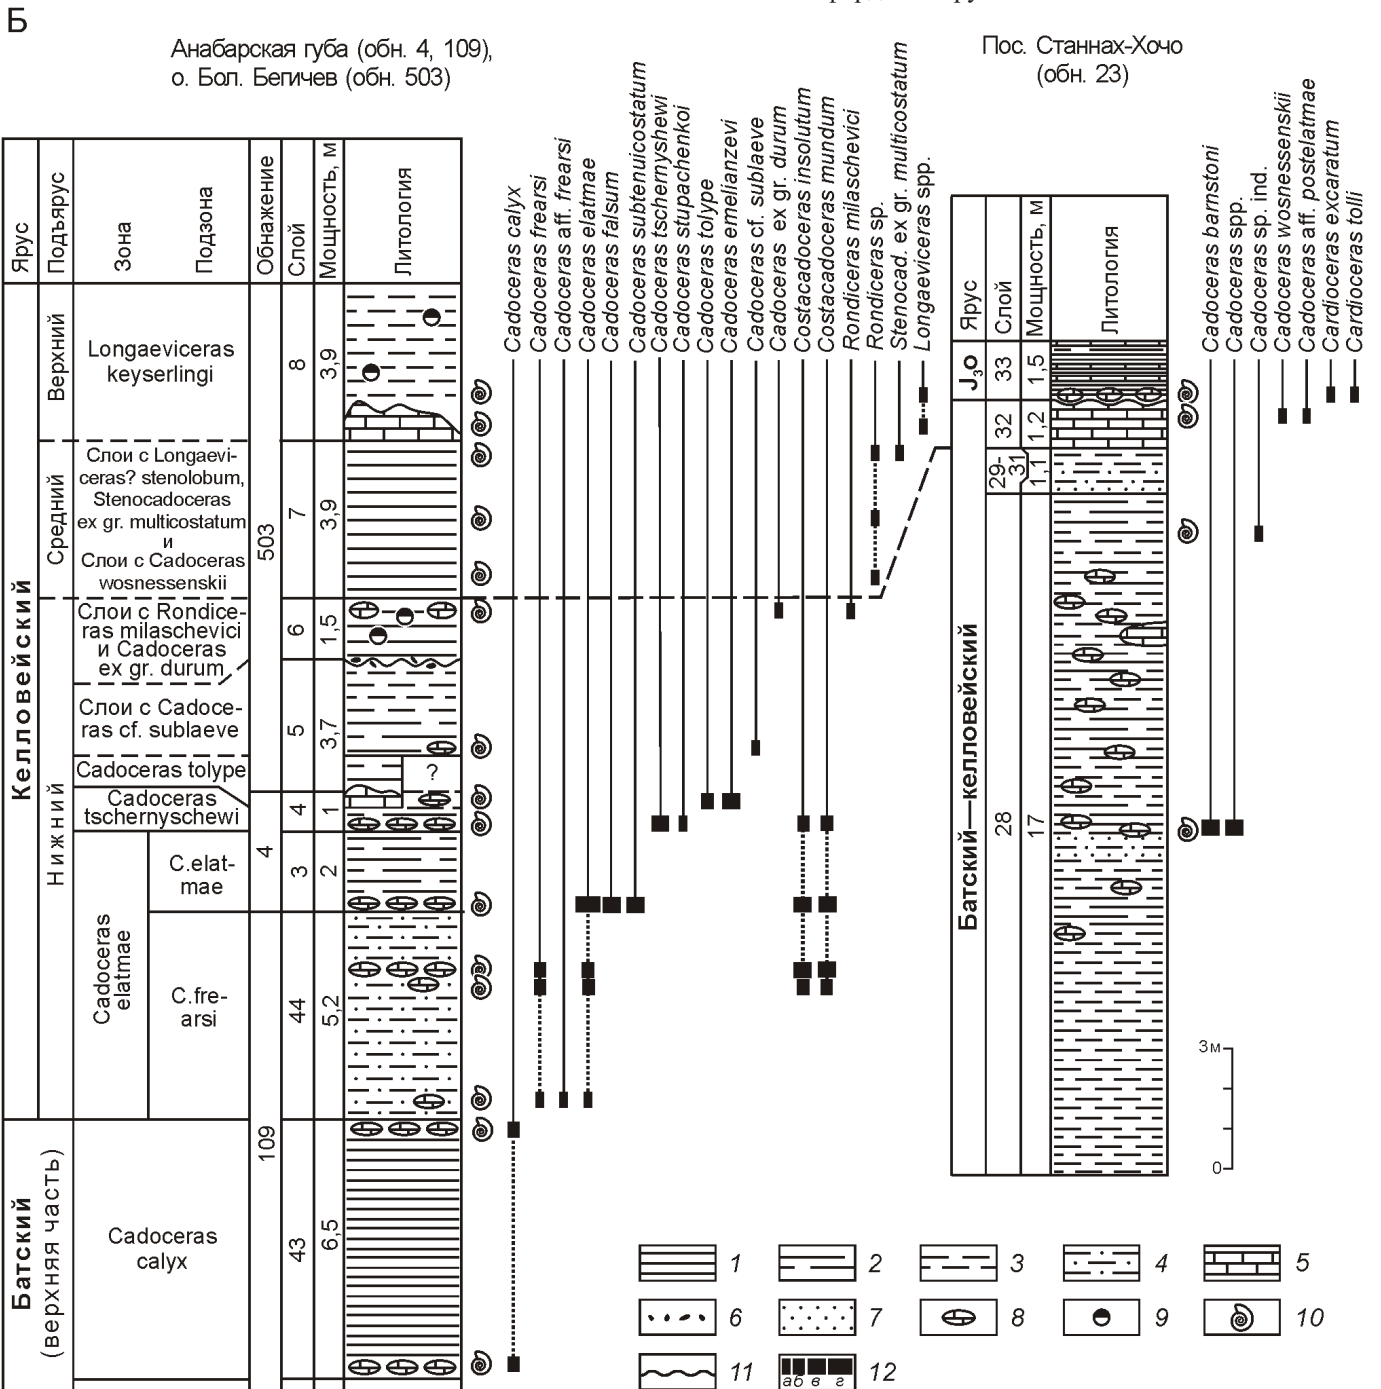 Б
Анабарская губа (обн. 4, 109),
о. Бол. Бегичев (обн. 503)
Пос. Станнах-Хочо
(обн. 23)
Ярус
Подъярус
Зона
Подзона
Обнажение
Слой
Мощность, м
Литология
Cadoceras calyx
Cadoceras frearsi
Cadoceras aff. frearsi
Cadoceras elatmae
Cadoceras falsum
Cadoceras subtenuicostatum
Cadoceras tschernyshewi
Cadoceras stupachenkoi
Cadoceras tolype
Cadoceras emelianzevi
Cadoceras cf. sublaeve
Cadoceras ex gr. durum
Costacadoceras insolutum
Costacadoceras mundum
Rondiceras milaschevici
Rondiceras sp.
Stenocad. ex gr. multicostatum
Longaeviceras spp.
Келловейский
Верхний
Longaeviceras
keyserlingi
8
3,9
Средний
Слои с Longaevi-
ceras? stenolobum,
Stenocadoceras
ex gr. multicostatum
и
Слои с Cadoceras
wosnessenskii
503
7
3,9
Нижний
Слои с Rondice-
ras milaschevici
и Cadoceras
ex gr. durum
6
1,5
Слои с Cadoce-
ras cf. sublaeve
5
3,7
Cadoceras tolype
?
Cadoceras
tschernyschewi
4
1
4
Cadoceras
elatmae
C.elat-
mae
3
2
C.fre-
arsi
44
5,2
109
Батский
(верхняя часть)
Cadoceras
calyx
43
6,5
Ярус
Слой
Мощность, м
Литология
Cadoceras barnstoni
Cadoceras spp.
Cadoceras sp. ind.
Cadoceras wosnessenskii
Cadoceras aff. postelatmae
Cardioceras excaratum
Cardioceras tolli
J₃o
33
1,5
32
1,2
29-
31
1,1
Батский—келловейский
28
17
3м
0
1
2
3
4
5
6
7
8
9
10
11
а б в г
12